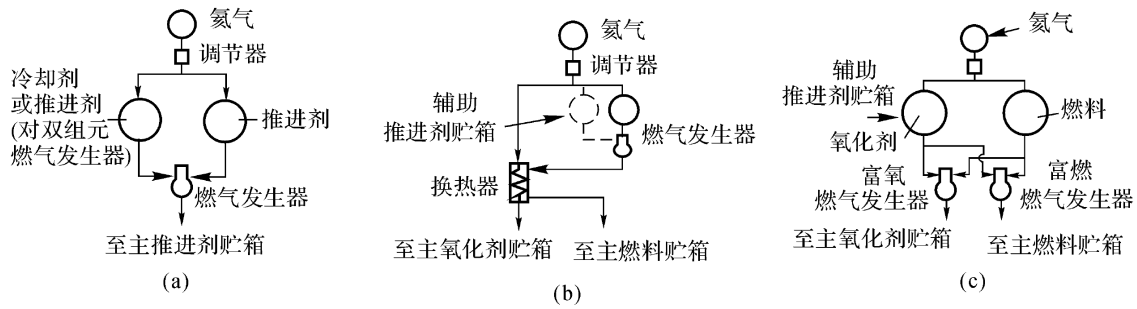 氦气
调节器
冷却剂
或推进剂
(对双组元
燃气发生器)
推进剂
燃气发生器
至主推进剂贮箱
(a)
氦气
调节器
辅助
推进剂贮箱
燃气发生器
换热器
至主氧化剂贮箱
至主燃料贮箱
(b)
氦气
辅助
推进剂贮箱
氧化剂
燃料
富氧
燃气发生器
富燃
燃气发生器
至主氧化剂贮箱
至主燃料贮箱
(c)